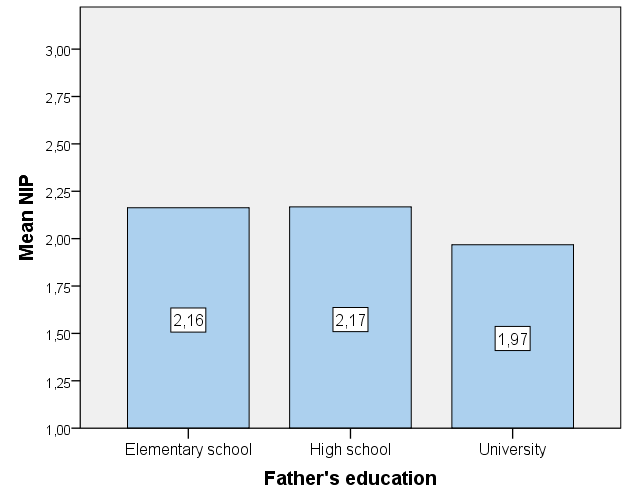 Mean NIP
3,00
2,75
2,50
2,25
2,00
1,75
1,50
1,25
1,00
2,16
2,17
1,97
Elementary school
High school
University
Father's education